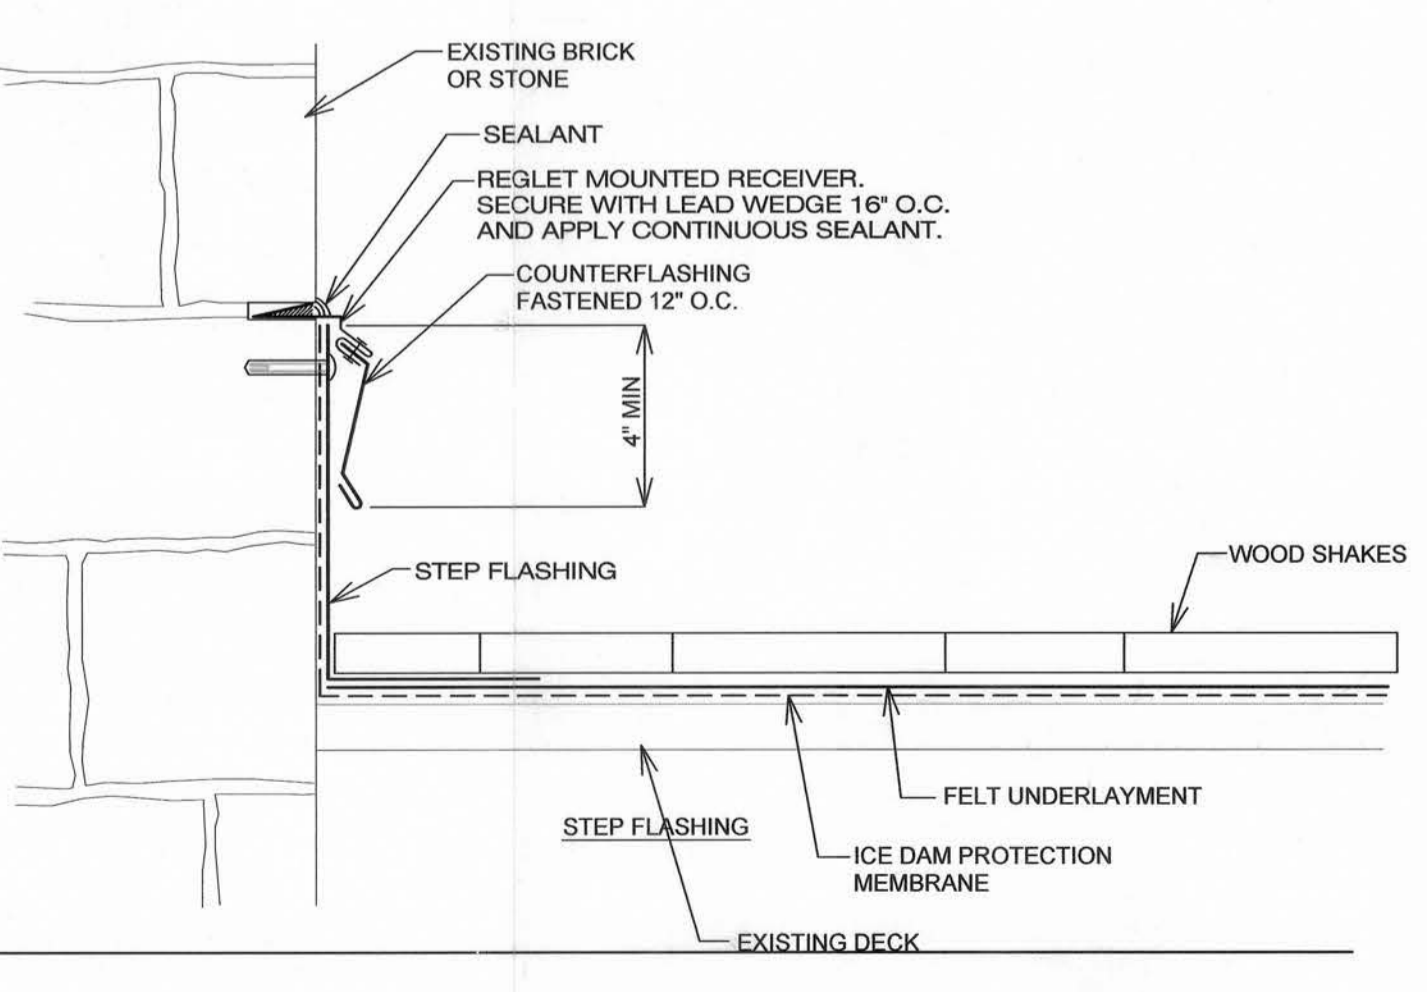 EXISTING BRICK
OR STONE
SEALANT
REGLET MOUNTED RECEIVER.
SECURE WITH LEAD WEDGE 16" O.C.
AND APPLY CONTINUOUS SEALANT.
COUNTERFLASHING
FASTENED 12" O.C.
4" MIN
STEP FLASHING
WOOD SHAKES
FELT UNDERLAYMENT
STEP FLASHING
ICE DAM PROTECTION
MEMBRANE
EXISTING DECK